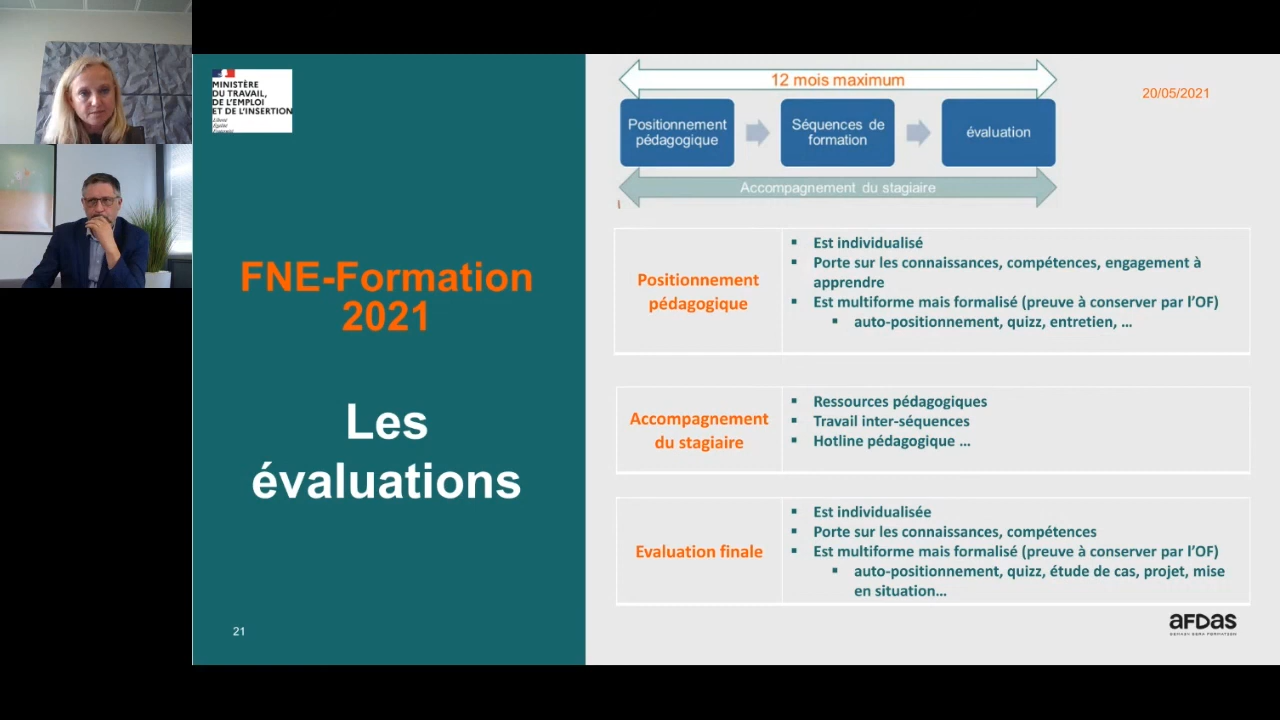 MINISTÈRE
DU TRAVAIL,
DE L'EMPLOI
ET DE L'INSERTION
Liberté
Égalité
Fraternité
FNE-Formation
2021
Les
évaluations
21
12 mois maximum
20/05/2021
Positionnement
pédagogique
Séquences de
formation
évaluation
Accompagnement du stagiaire
Positionnement
pédagogique
▪ Est individualisé
▪ Porte sur les connaissances, compétences, engagement à
apprendre
▪ Est multiforme mais formalisé (preuve à conserver par l'OF)
▪ auto-positionnement, quizz, entretien, ...
Accompagnement
du stagiaire
▪ Ressources pédagogiques
▪ Travail inter-séquences
▪ Hotline pédagogique ...
Evaluation finale
▪ Est individualisée
▪ Porte sur les connaissances, compétences
▪ Est multiforme mais formalisé (preuve à conserver par l'OF)
▪ auto-positionnement, quizz, étude de cas, projet, mise
en situation...
aFDas